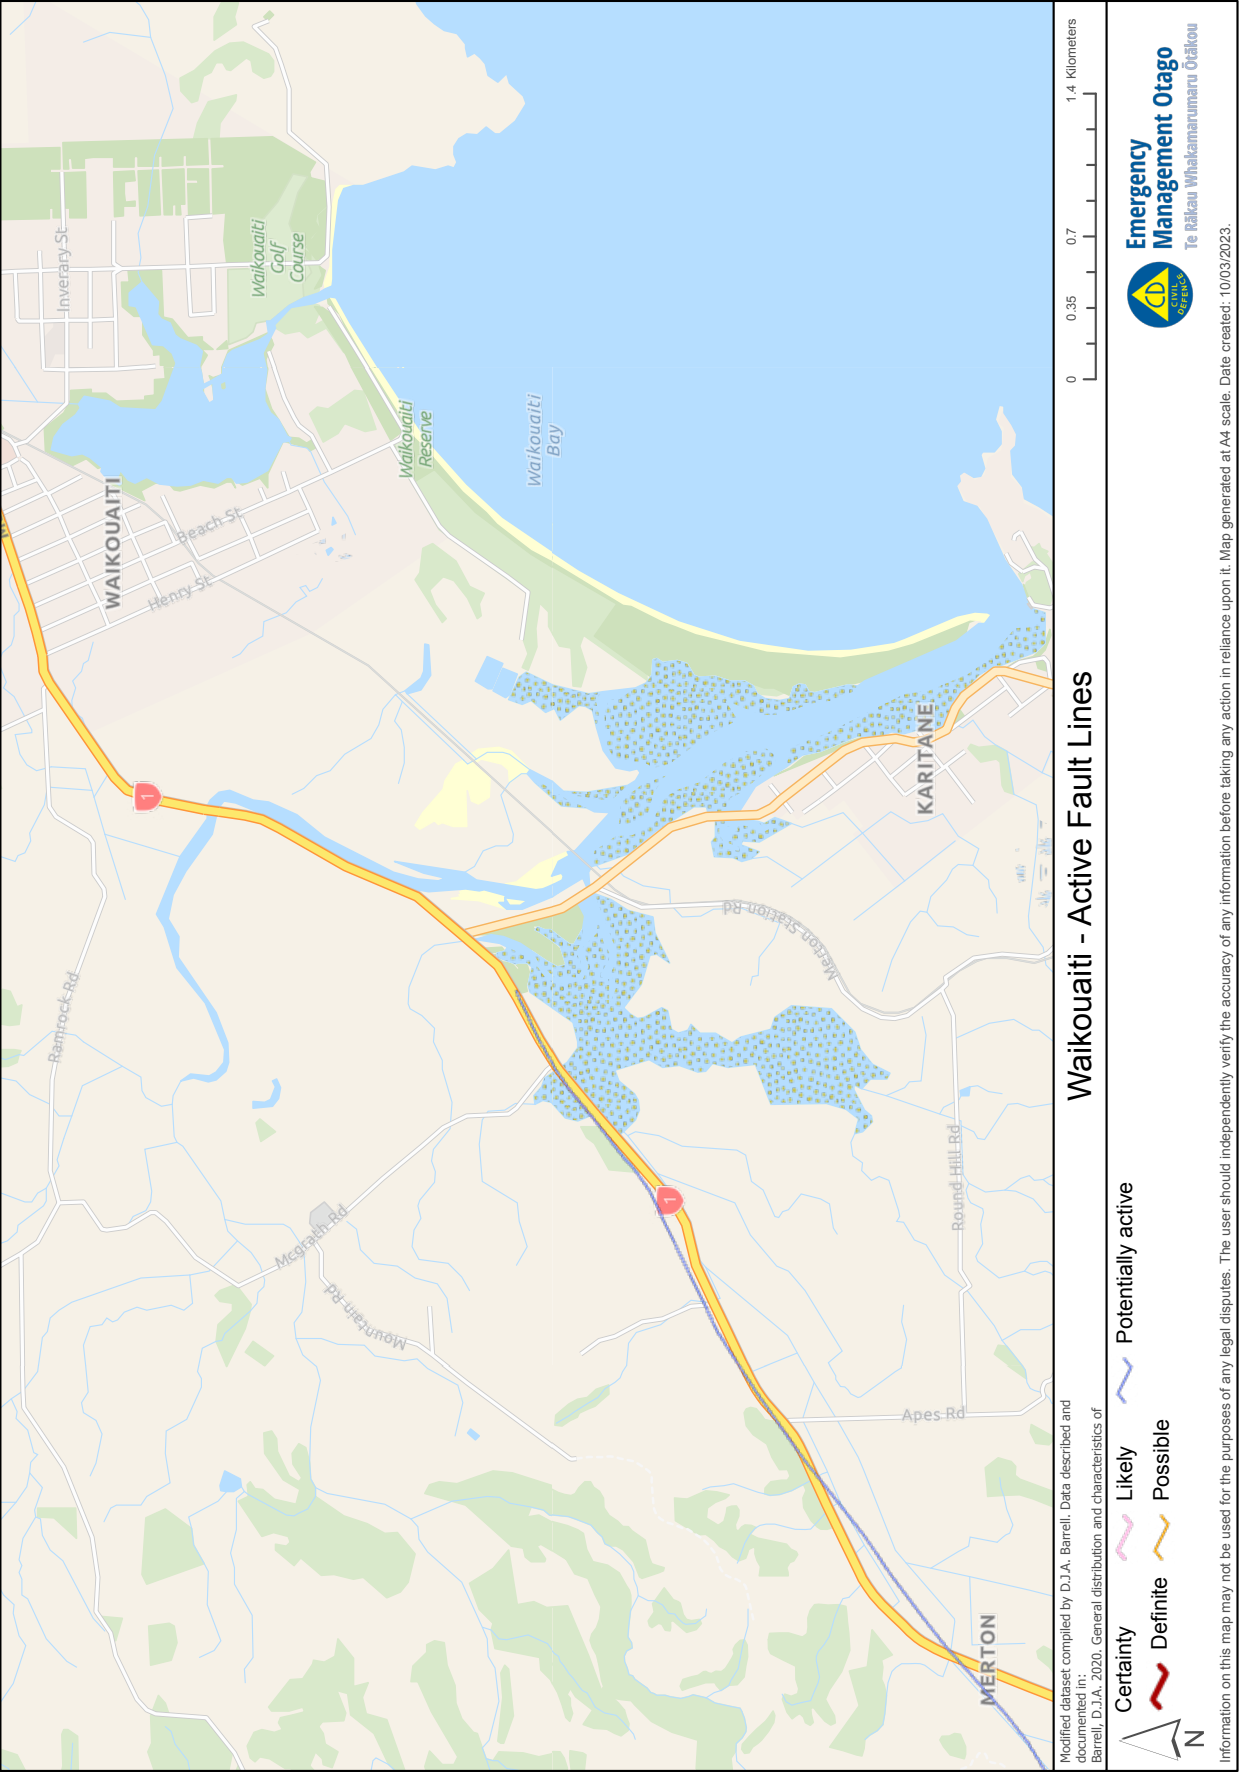 Inverary St
Waikouaiti
Golf
Course
WAIKOUAITI
Beach St
Henry St
Waikouaiti
Reserve
Waikouaiti
Bay
1
Ramrock Rd
KARITANE
Merton Station Rd
Mcgrath Rd
Mountain Rd
1
Round Hill Rd
Apes Rd
MERTON
Modified dataset compiled by D.J.A. Barrell. Data described and
documented in:
Barrell, D.J.A. 2020. General distribution and characteristics of
Waikouaiti - Active Fault Lines
0 0.35 0.7 1.4 Kilometers
N
Certainty
Definite
Likely
Possible
Potentially active
CD
CIVIL
DEFENCE
Emergency
Management Otago
Te Rākau Whakamarumaru Ōtākou
Information on this map may not be used for the purposes of any legal disputes. The user should independently verify the accuracy of any information before taking any action in reliance upon it. Map generated at A4 scale. Date created: 10/03/2023.